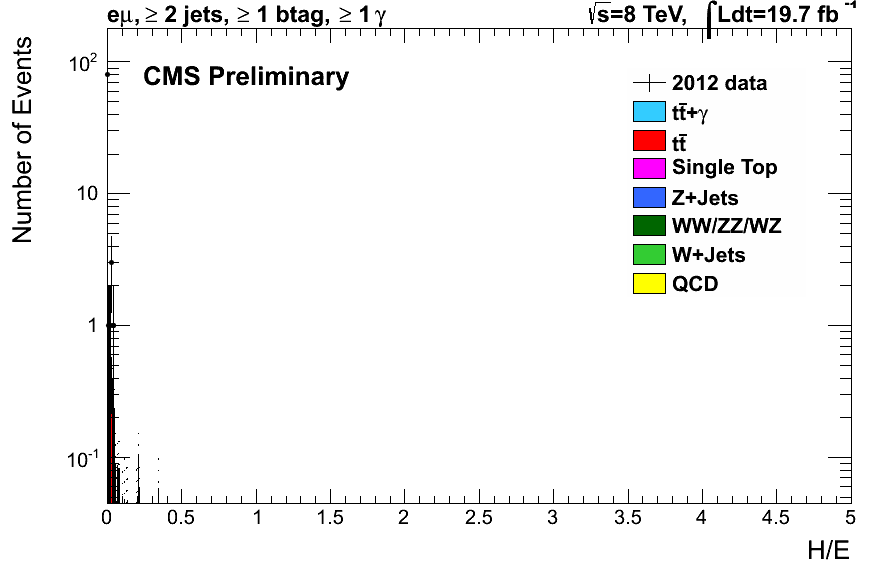 eμ, ≥ 2 jets, ≥ 1 btag, ≥ 1 γ
√s=8 TeV, ∫Ldt=19.7 fb⁻¹
CMS Preliminary
Number of Events
10²
10
1
10⁻¹
2012 data
tt̄+γ
tt̄
Single Top
Z+Jets
WW/ZZ/WZ
W+Jets
QCD
0 0.5 1 1.5 2 2.5 3 3.5 4 4.5 5
H/E